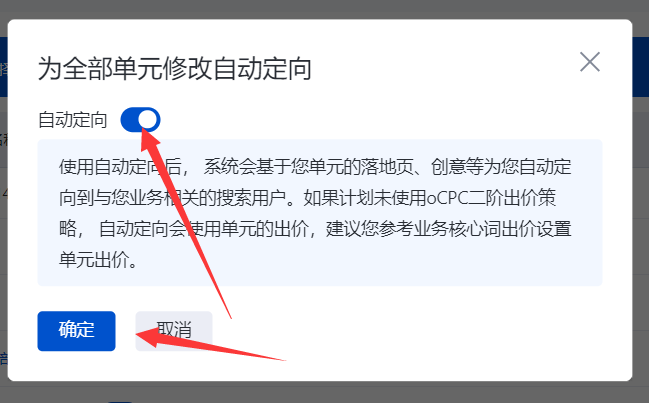 为全部单元修改自动定向
自动定向
使用自动定向后， 系统会基于您单元的落地页、创意等为您自动定
向到与您业务相关的搜索用户。如果计划未使用oCPC二阶出价策
略， 自动定向会使用单元的出价，建议您参考业务核心词出价设置
单元出价。
确定 取消